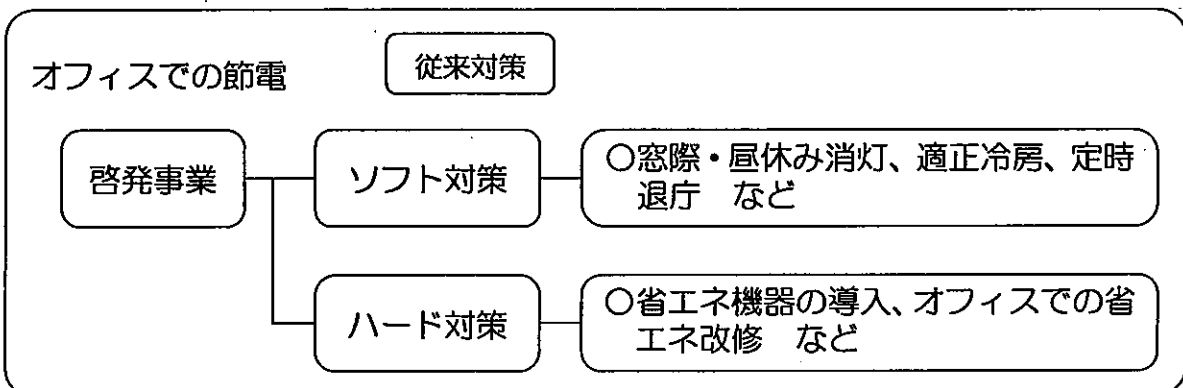 オフィスでの節電
従来対策
啓発事業
ソフト対策
○窓際・昼休み消灯、適正冷房、定時
退庁　など
ハード対策
○省エネ機器の導入、オフィスでの省
エネ改修　など